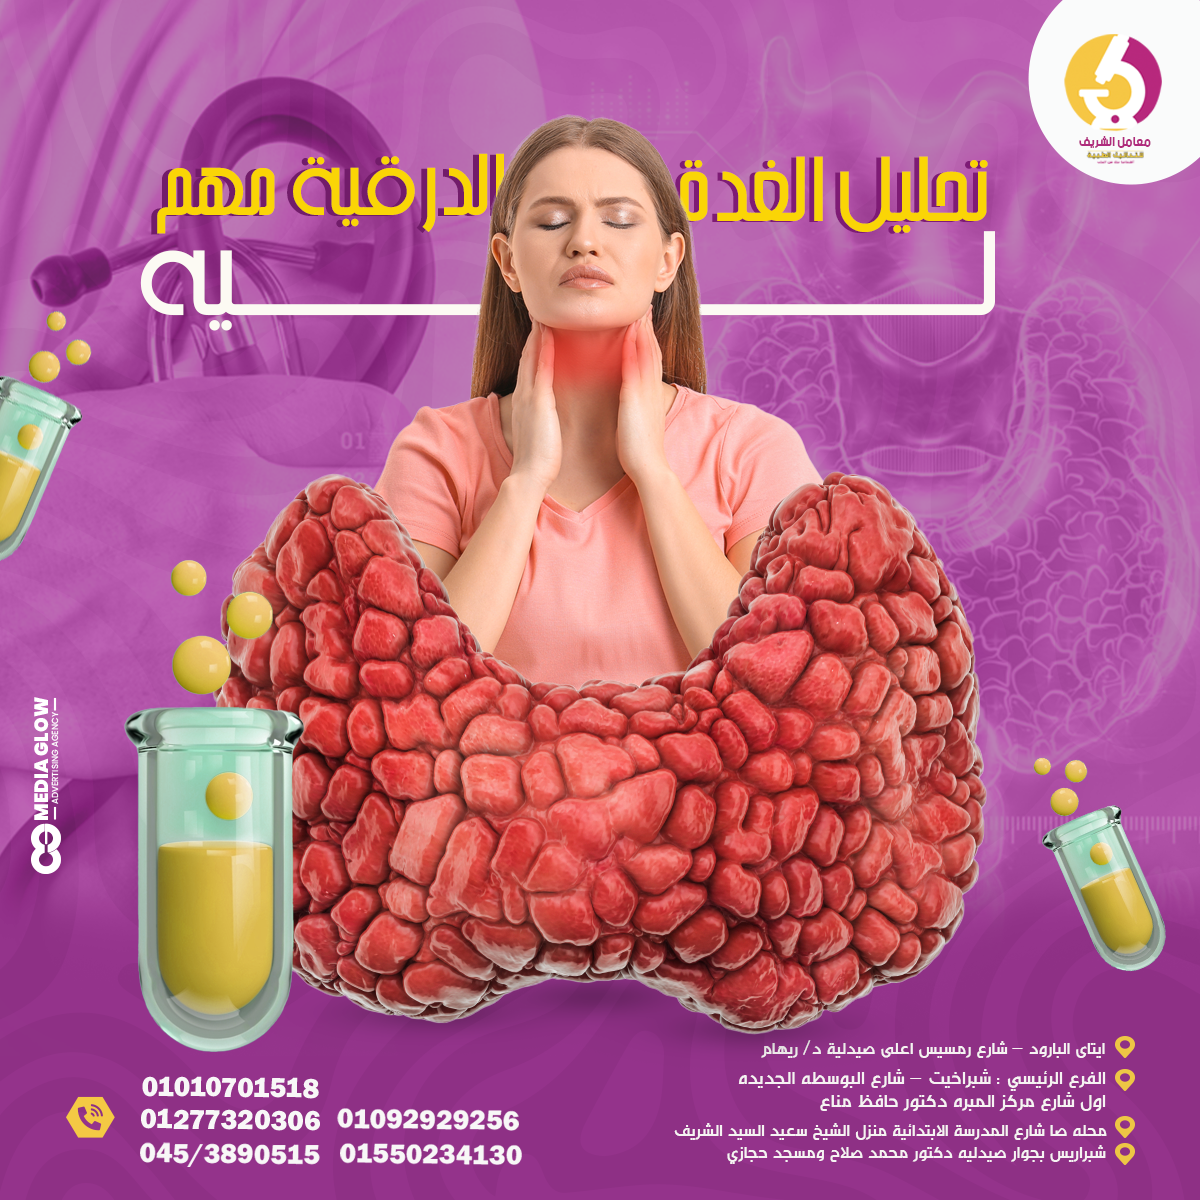 معامل الشريف
للتحاليل الطبية
تحليل الغدة الدرقية مهم
ليه
MEDIA GLOW
ADVERTISING AGENCY
ايتاى البارود – شارع رمسيس اعلى صيدلية د/ ريهام
الفرع الرئيسي : شبراخيت – شارع البوسطه الجديده
اول شارع مركز المبره دكتور حافظ مناع
محله صا شارع المدرسة الابتدائية منزل الشيخ سعيد السيد الشريف
شبراريس بجوار صيدليه دكتور محمد صلاح ومسجد حجازي
01010701518
01277320306 01092929256
045/3890515 01550234130